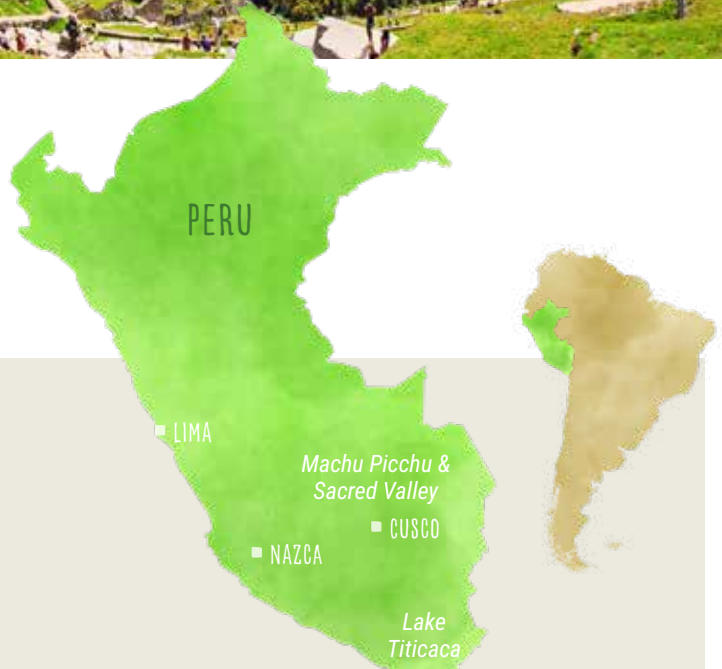 PERU
LIMA
Machu Picchu &
Sacred Valley
CUSCO
NAZCA
Lake
Titicaca